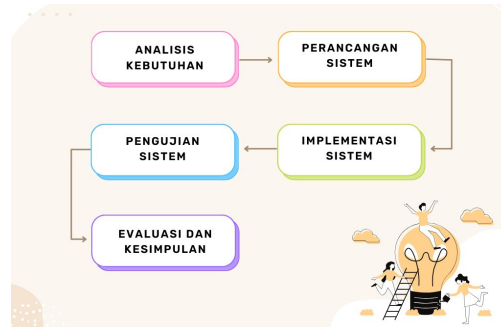 ANALISIS
KEBUTUHAN
PERANCANGAN
SISTEM
IMPLEMENTASI
SISTEM
PENGUJIAN
SISTEM
EVALUASI DAN
KESIMPULAN